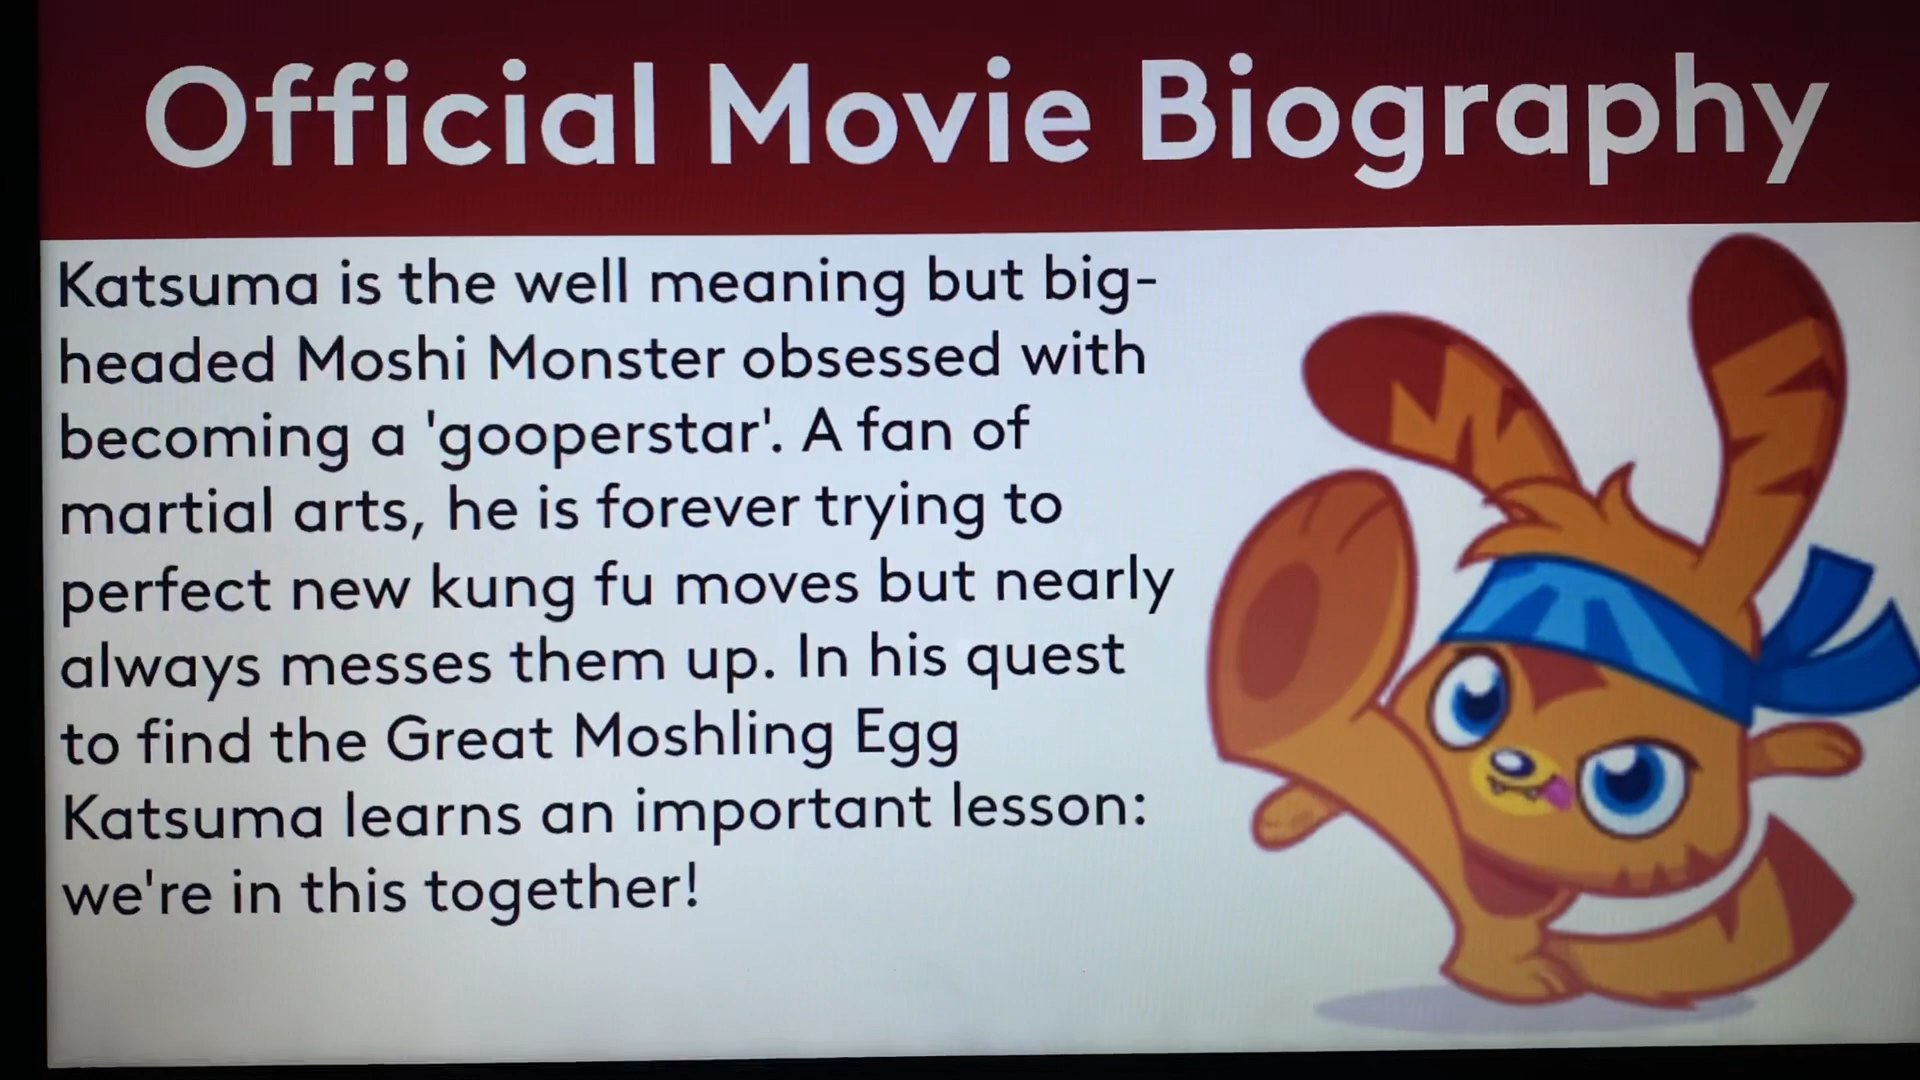 Official Movie Biography
Katsuma is the well meaning but big-
headed Moshi Monster obsessed with
becoming a 'gooperstar'. A fan of
martial arts, he is forever trying to
perfect new kung fu moves but nearly
always messes them up. In his quest
to find the Great Moshling Egg
Katsuma learns an important lesson:
we're in this together!